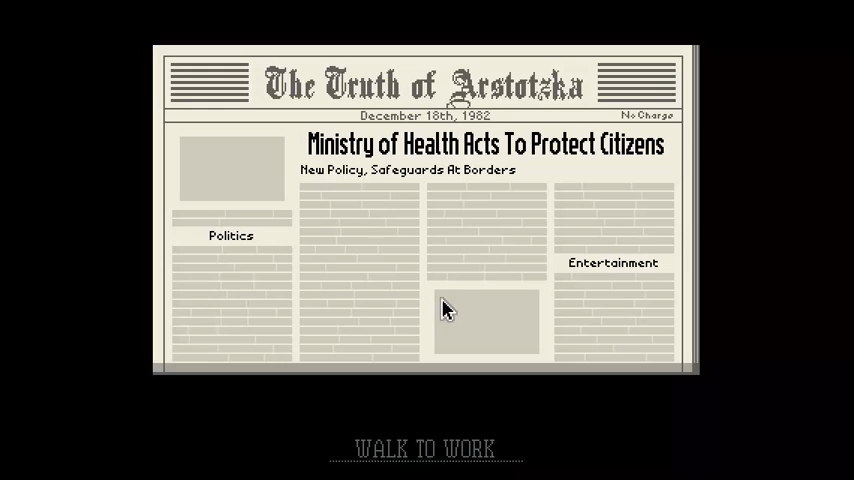 The Truth of Arstotzka
December 18th, 1982
No Charge
Ministry of Health Acts To Protect Citizens
New Policy, Safeguards At Borders
Politics
Entertainment
WALK TO WORK